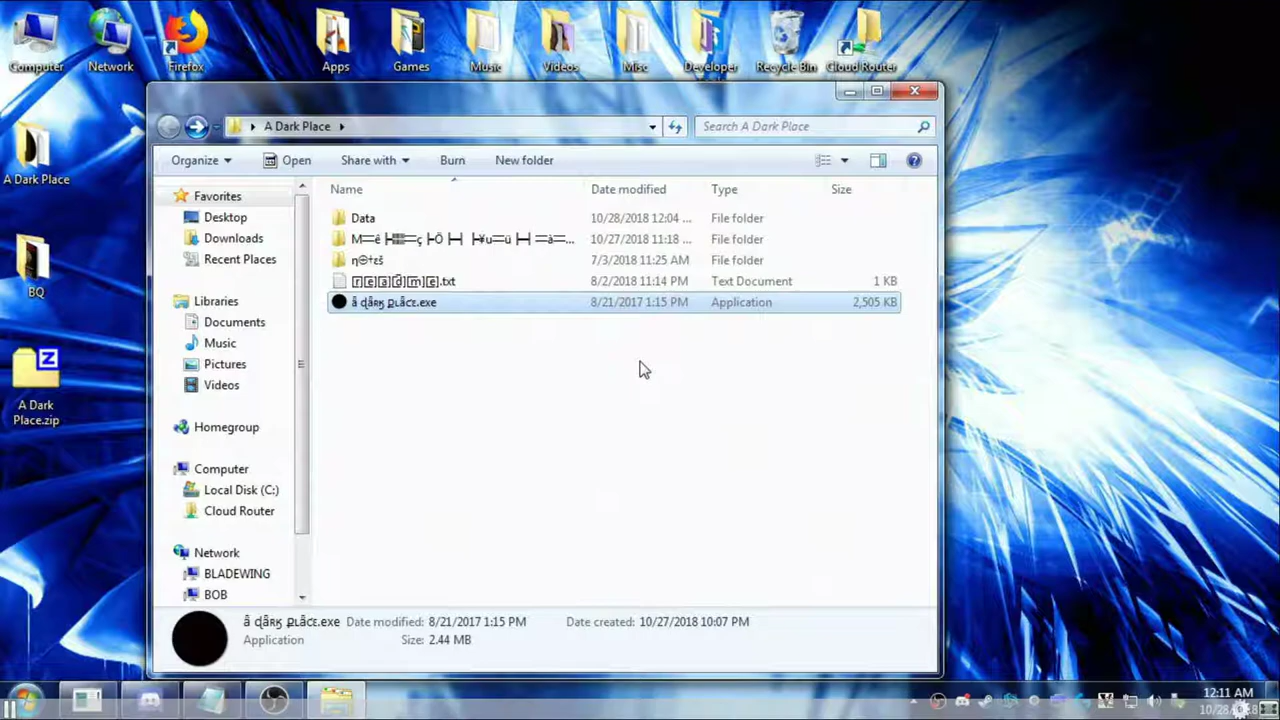 Computer
Network
Firefox
Apps
Games
Music
Videos
Misc
Developer
Recycle Bin
Cloud Router
A Dark Place
BQ
A Dark
Place.zip
A Dark Place
Search A Dark Place
Organize
Open
Share with
Burn
New folder
Name
Date modified
Type
Size
Data
10/28/2018 12:04 ...
File folder
10/27/2018 11:18 ...
File folder
7/3/2018 11:25 AM
File folder
.txt
8/2/2018 11:14 PM
Text Document
1 KB
.exe
8/21/2017 1:15 PM
Application
2,505 KB
Favorites
Desktop
Downloads
Recent Places
Libraries
Documents
Music
Pictures
Videos
Homegroup
Computer
Local Disk (C:)
Cloud Router
Network
BLADEWING
BOB
.exe
Date modified: 8/21/2017 1:15 PM
Date created: 10/27/2018 10:07 PM
Application
Size: 2.44 MB
12:11 AM